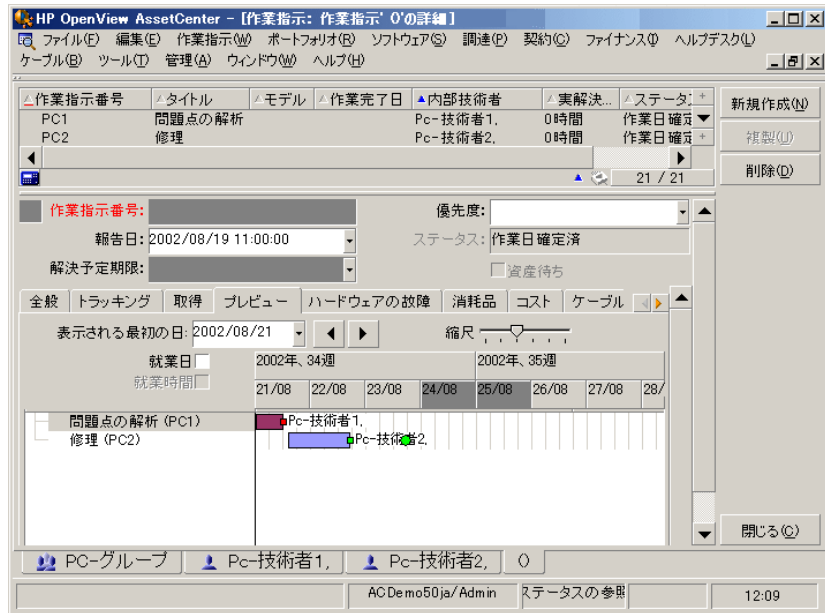 HP OpenView AssetCenter - [作業指示: 作業指示' 0'の詳細]
ファイル(F) 編集(E) 作業指示(W) ポートフォリオ(R) ソフトウェア(S) 調達(P) 契約(C) ファイナンス(I) ヘルプデスク(L)
ケーブル(B) ツール(T) 管理(A) ウィンドウ(W) ヘルプ(H)
作業指示番号 タイトル モデル 作業完了日 内部技術者 実解決... ステータ
PC1 問題点の解析 Pc-技術者1, 0時間 作業日確定
PC2 修理 Pc-技術者2, 0時間 作業日確定
21 / 21
新規作成(N)
複製(U)
削除(D)
作業指示番号: 優先度:
報告日: 2002/08/19 11:00:00 ステータス: 作業日確定済
解決予定期限: 資産待ち
全般 トラッキング 取得 プレビュー ハードウェアの故障 消耗品 コスト ケーブル
表示される最初の日: 2002/08/21 縮尺
就業日 2002年、34週 2002年、35週
就業時間 21/08 22/08 23/08 24/08 25/08 26/08 27/08 28/
問題点の解析 (PC1) Pc-技術者1,
修理 (PC2) Pc-技術者2,
閉じる(C)
PC-グループ Pc-技術者1, Pc-技術者2, ()
ACDemo50ja/Admin ステータスの参照 12:09